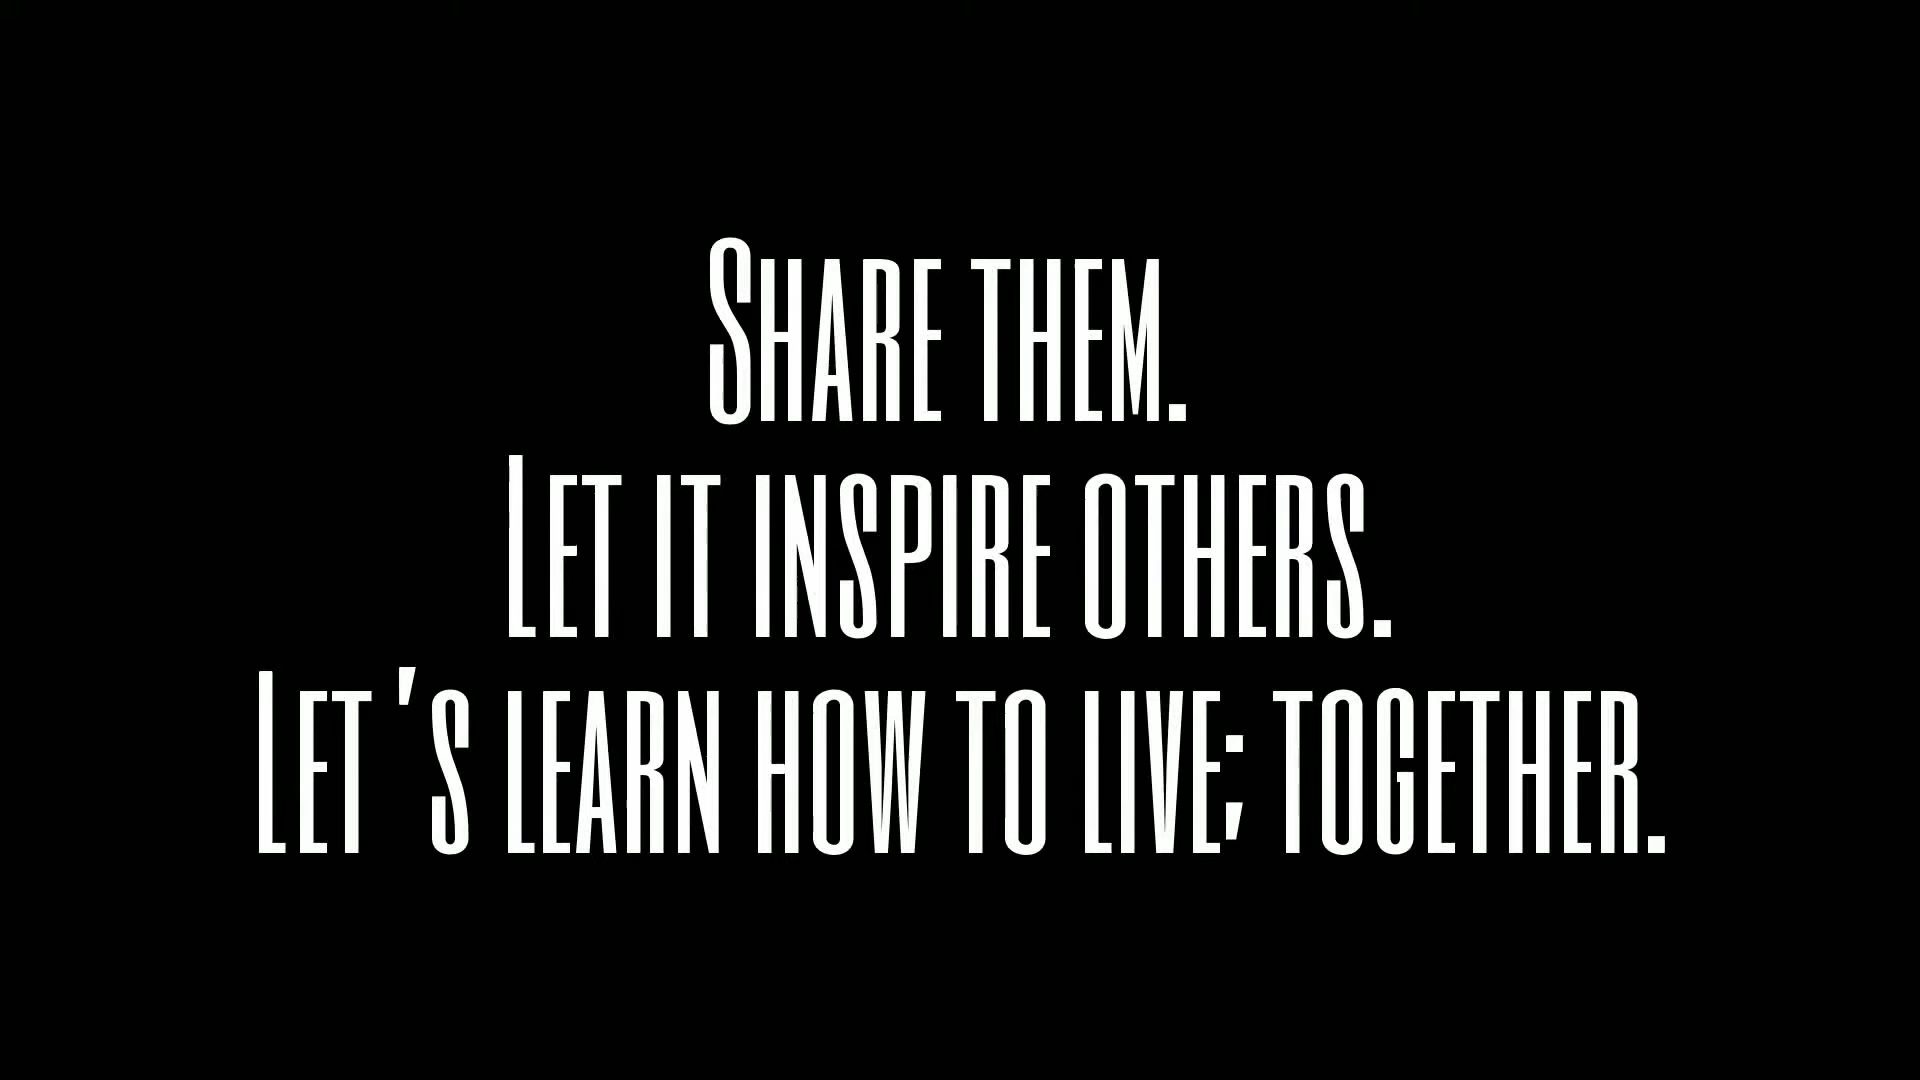 Share them.
Let it inspire others.
Let's learn how to live; together.